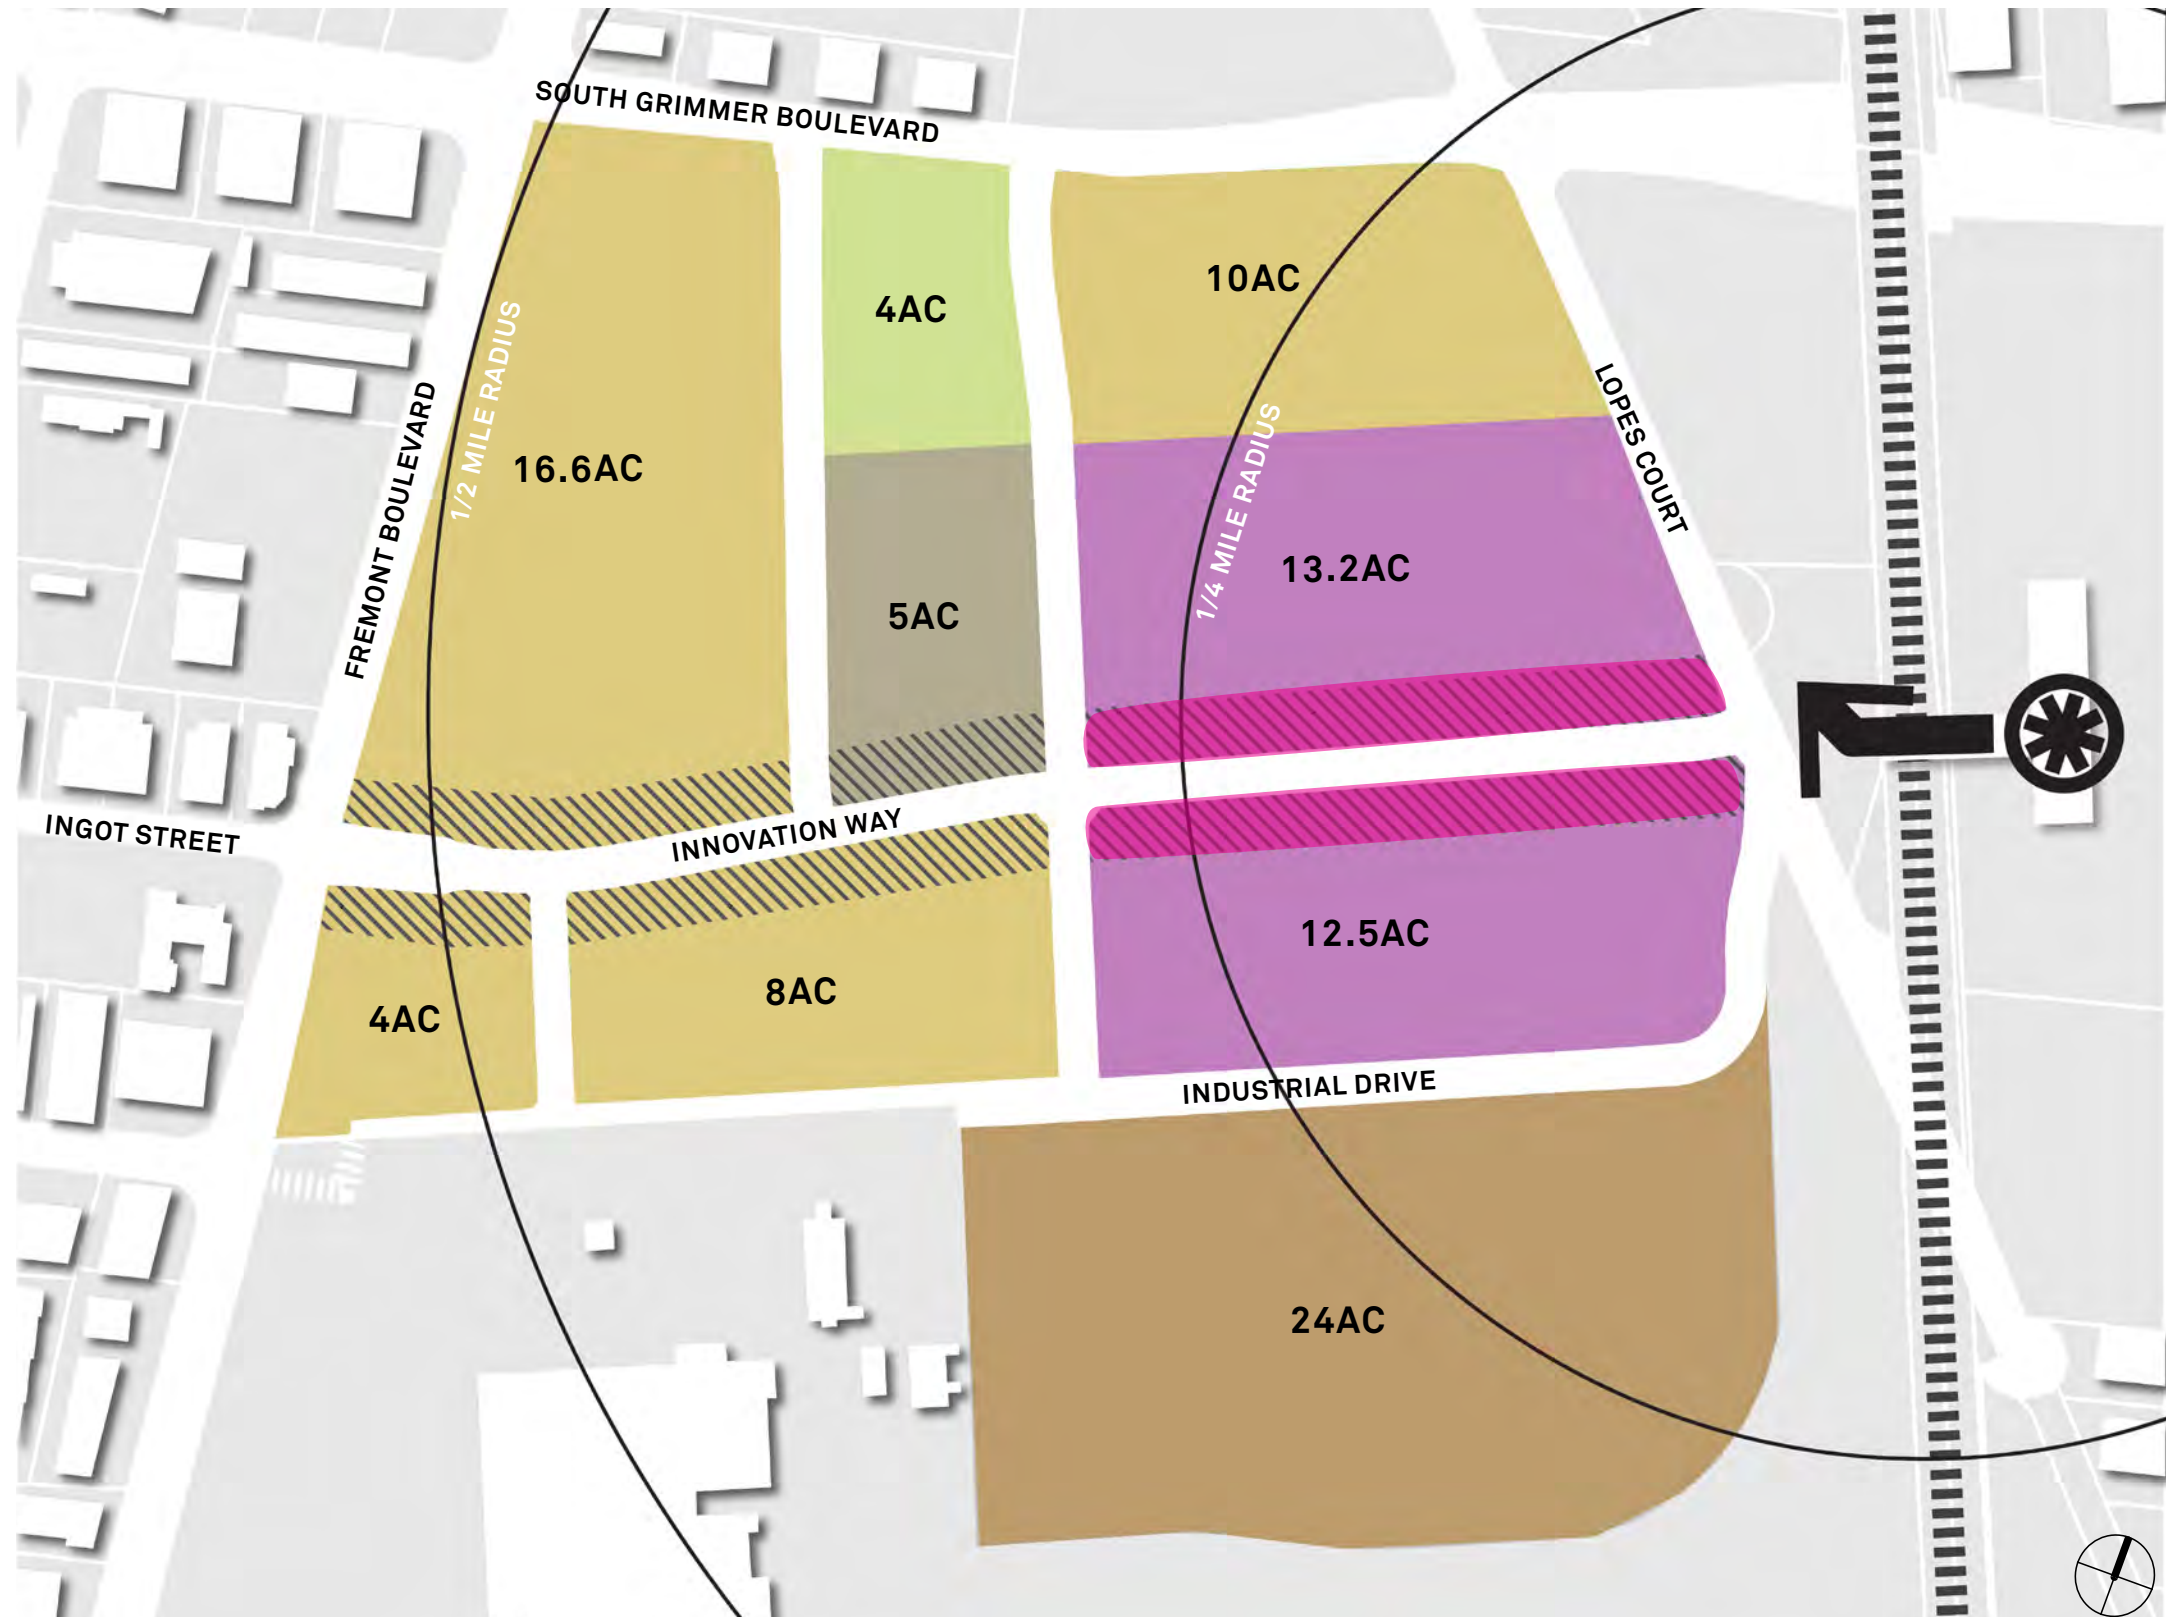 SOUTH GRIMMER BOULEVARD
10AC
4AC
1/2 MILE RADIUS
16.6AC
FREMONT BOULEVARD
LOPES COURT
1/4 MILE RADIUS
13.2AC
5AC
INGOT STREET
INNOVATION WAY
12.5AC
8AC
4AC
INDUSTRIAL DRIVE
24AC